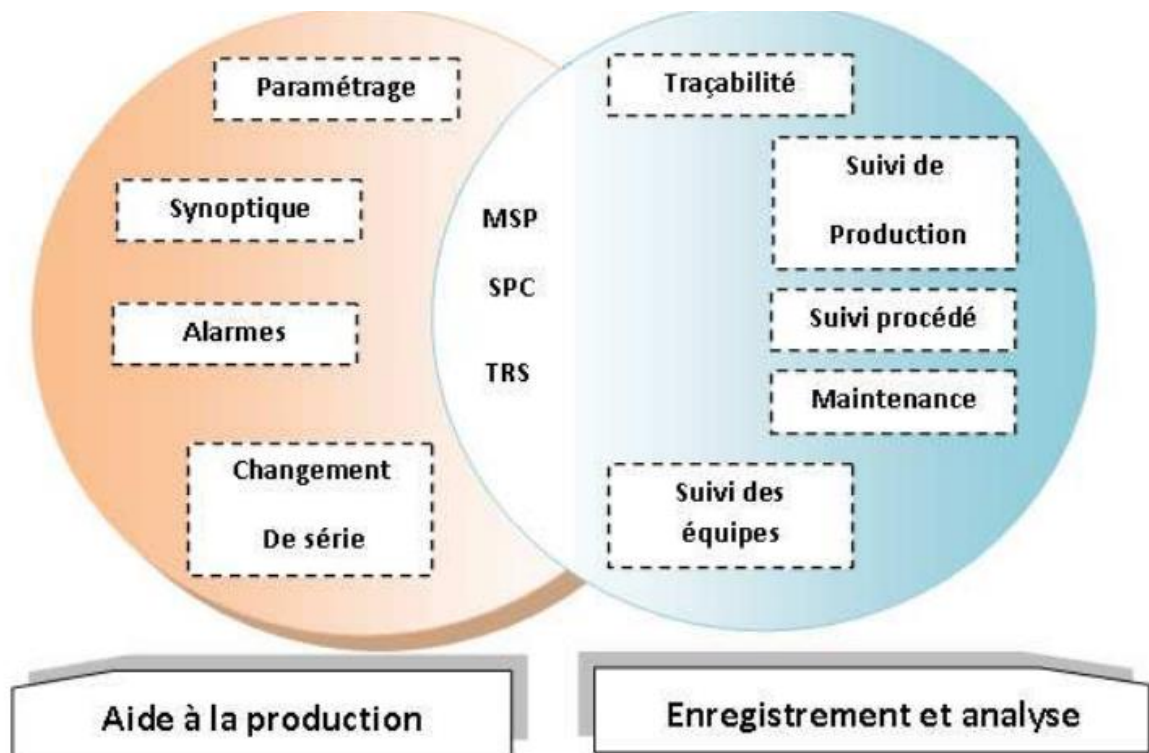 Paramétrage
Synoptique
Alarmes
Changement
De série
MSP
SPC
TRS
Traçabilité
Suivi de
Production
Suivi procédé
Maintenance
Suivi des
équipes
Aide à la production
Enregistrement et analyse